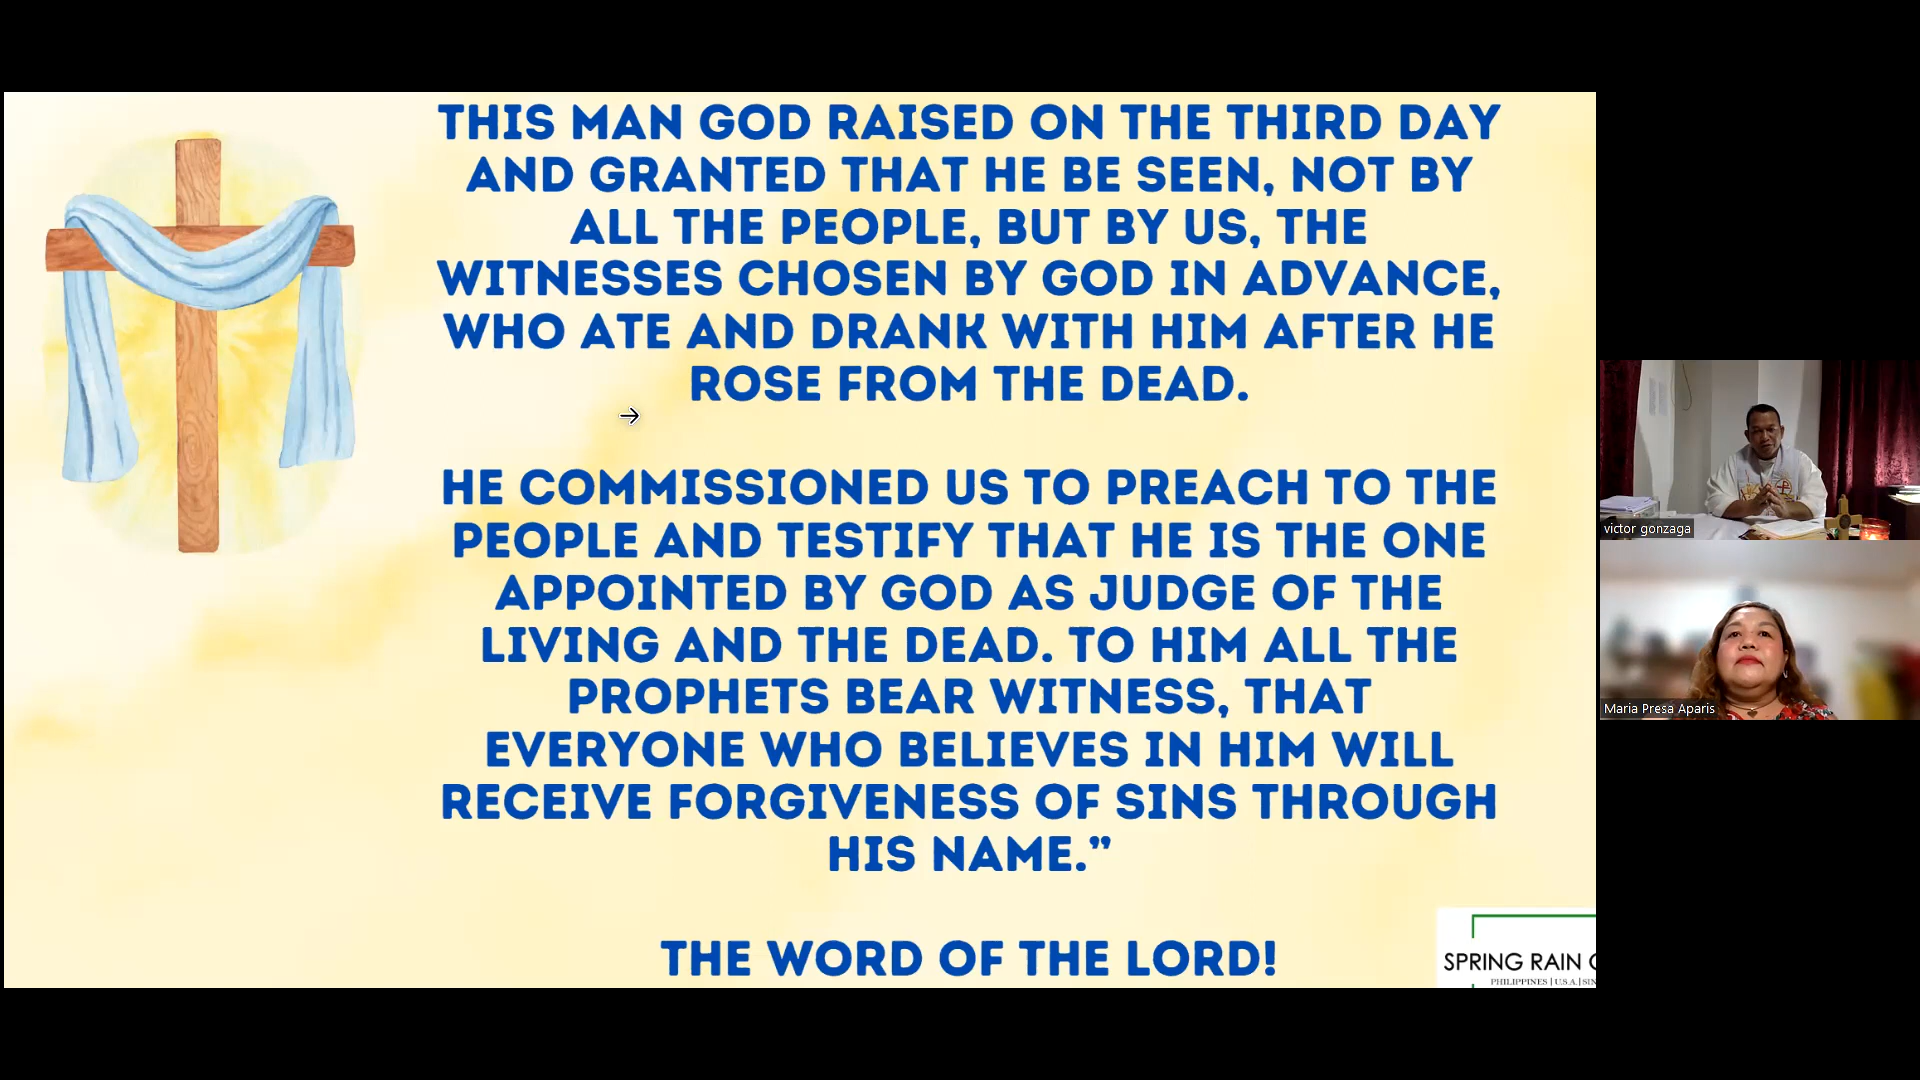 THIS MAN GOD RAISED ON THE THIRD DAY
AND GRANTED THAT HE BE SEEN, NOT BY
ALL THE PEOPLE, BUT BY US, THE
WITNESSES CHOSEN BY GOD IN ADVANCE,
WHO ATE AND DRANK WITH HIM AFTER HE
ROSE FROM THE DEAD.
HE COMMISSIONED US TO PREACH TO THE
PEOPLE AND TESTIFY THAT HE IS THE ONE
APPOINTED BY GOD AS JUDGE OF THE
LIVING AND THE DEAD. TO HIM ALL THE
PROPHETS BEAR WITNESS, THAT
EVERYONE WHO BELIEVES IN HIM WILL
RECEIVE FORGIVENESS OF SINS THROUGH
HIS NAME.”
THE WORD OF THE LORD!
SPRING RAIN
PHILIPPINES | U.S.A. |
victor gonzaga
Maria Presa Aparis